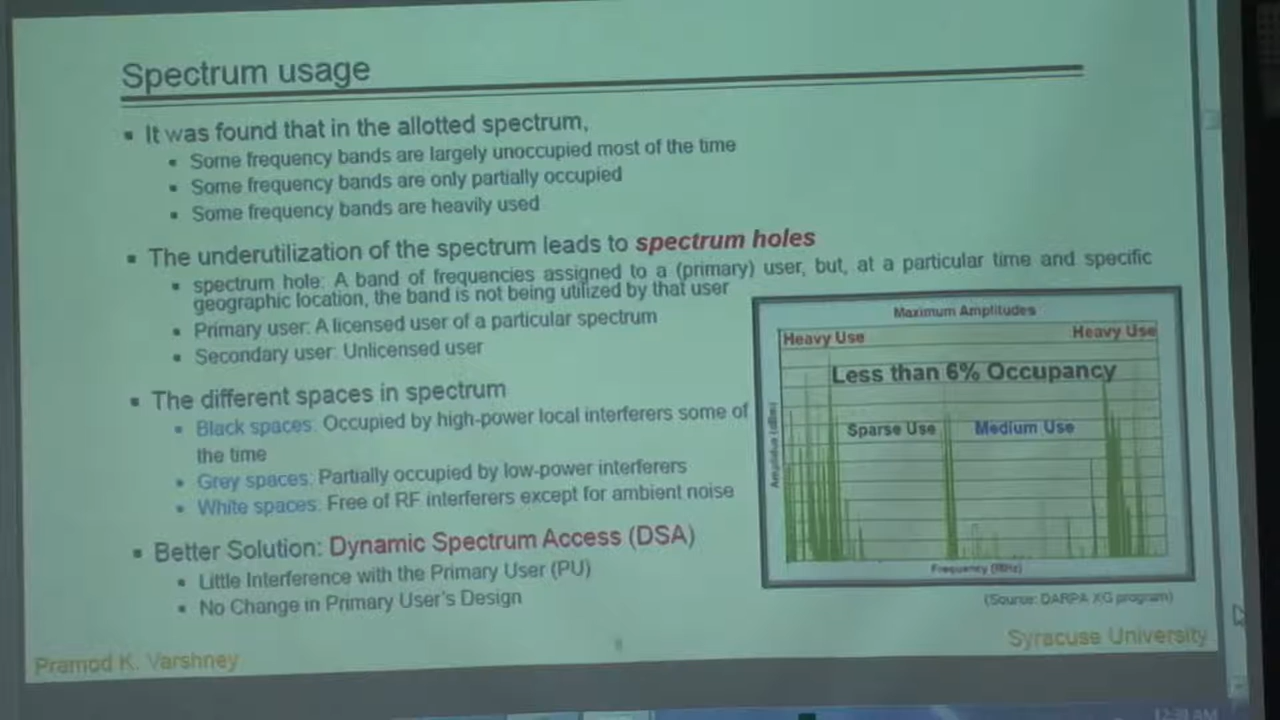 Spectrum usage
▪ It was found that in the allotted spectrum,
▪ Some frequency bands are largely unoccupied most of the time
▪ Some frequency bands are only partially occupied
▪ Some frequency bands are heavily used
▪ The underutilization of the spectrum leads to spectrum holes
▪ spectrum hole: A band of frequencies assigned to a (primary) user, but, at a particular time and specific
geographic location, the band is not being utilized by that user
▪ Primary user: A licensed user of a particular spectrum
▪ Secondary user: Unlicensed user
▪ The different spaces in spectrum
▪ Black spaces: Occupied by high-power local interferers some of
the time
▪ Grey spaces: Partially occupied by low-power interferers
▪ White spaces: Free of RF interferers except for ambient noise
▪ Better Solution: Dynamic Spectrum Access (DSA)
▪ Little Interference with the Primary User (PU)
▪ No Change in Primary User's Design
Maximum Amplitudes
Heavy Use
Heavy Use
Less than 6% Occupancy
Sparse Use
Medium Use
Amplitude (dBm)
Frequency (MHz)
(Source: DARPA XG program)
Pramod K. Varshney
Syracuse University